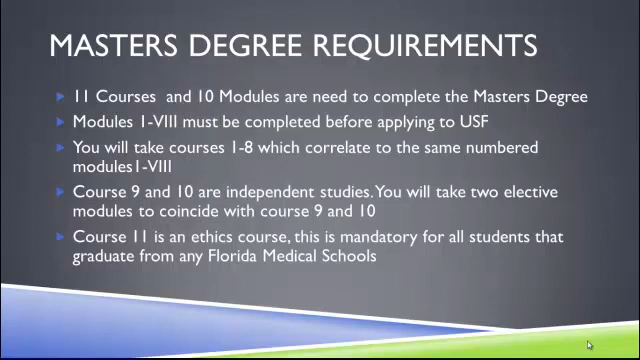 MASTERS DEGREE REQUIREMENTS
11 Courses and 10 Modules are need to complete the Masters Degree
Modules 1-VIII must be completed before applying to USF
You will take courses 1-8 which correlate to the same numbered
modules1-VIII
Course 9 and 10 are independent studies. You will take two elective
modules to coincide with course 9 and 10
Course 11 is an ethics course, this is mandatory for all students that
graduate from any Florida Medical Schools